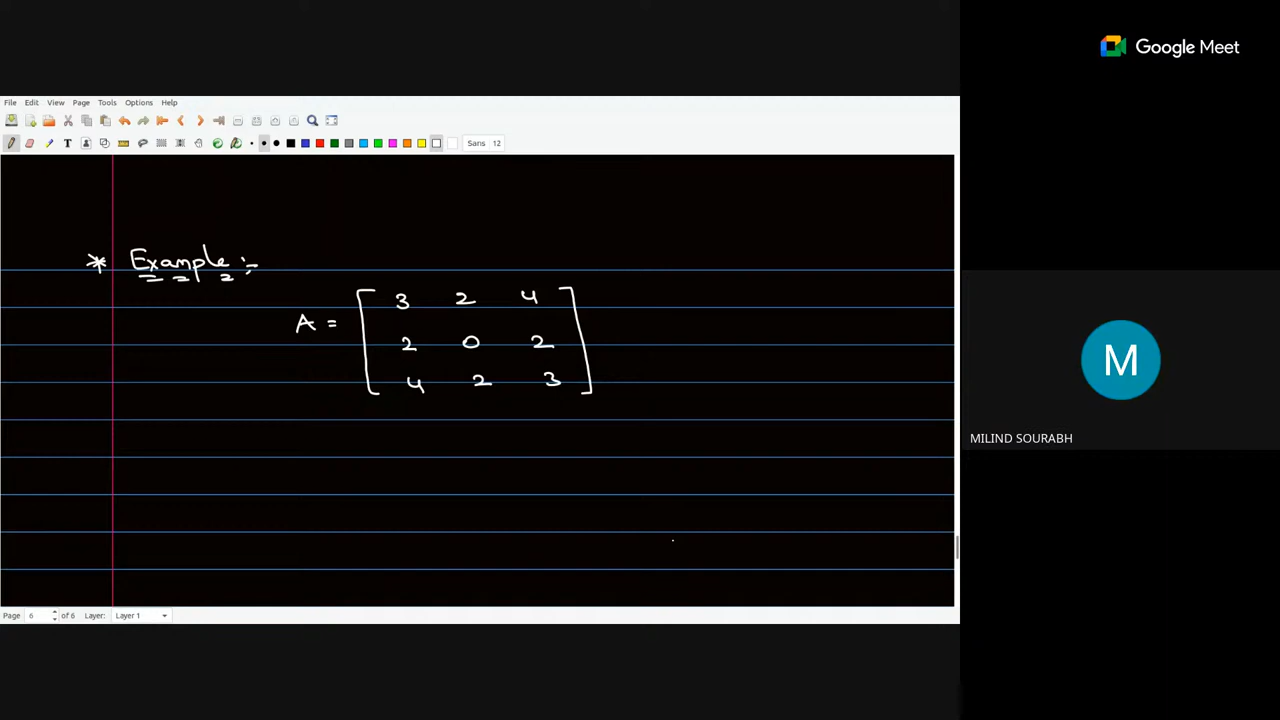 Google Meet
File Edit View Page Tools Options Help
T Sans 12
* Example :-
A = [ 3 2 4
2 0 2
4 2 3 ]
M
MILIND SOURABH
Page 6 of 6 Layer: Layer 1